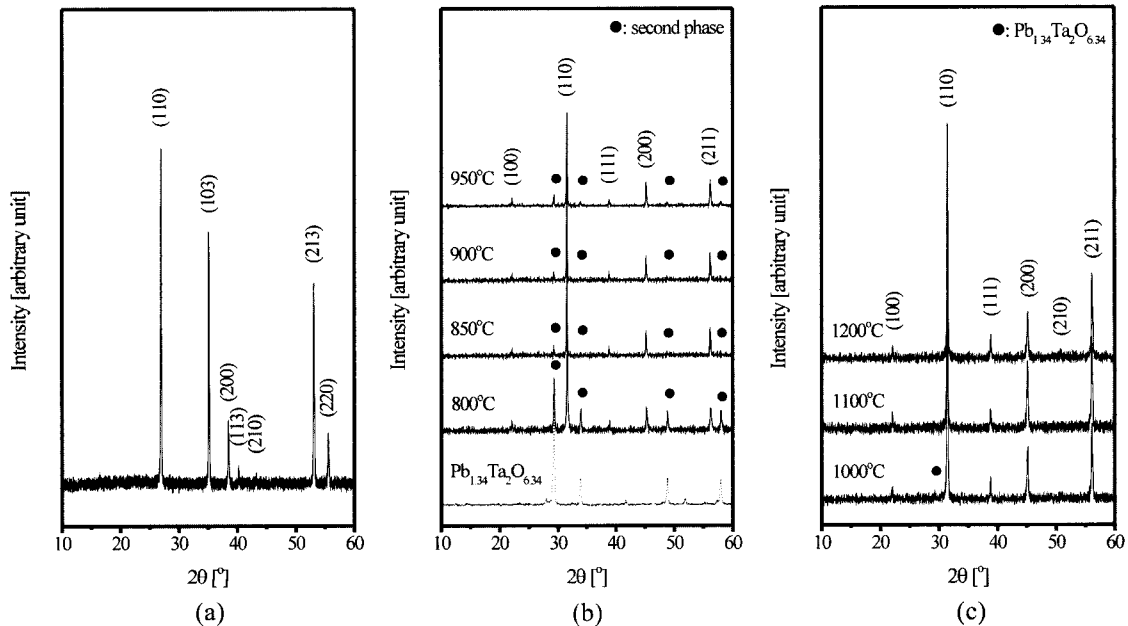 Intensity [arbitrary unit]
(110)
(103)
(200)
(113)
(210)
(213)
(220)
10 20 30 40 50 60
2θ [°]
(a)
Intensity [arbitrary unit]
●: second phase
(100)
(110)
(111)
(200)
(211)
950°C
900°C
850°C
800°C
Pb1.34Ta2O6.34
10 20 30 40 50 60
2θ [°]
(b)
Intensity [arbitrary unit]
●: Pb1.34Ta2O6.34
(100)
(110)
(111)
(200)
(210)
(211)
1200°C
1100°C
1000°C
10 20 30 40 50 60
2θ [°]
(c)